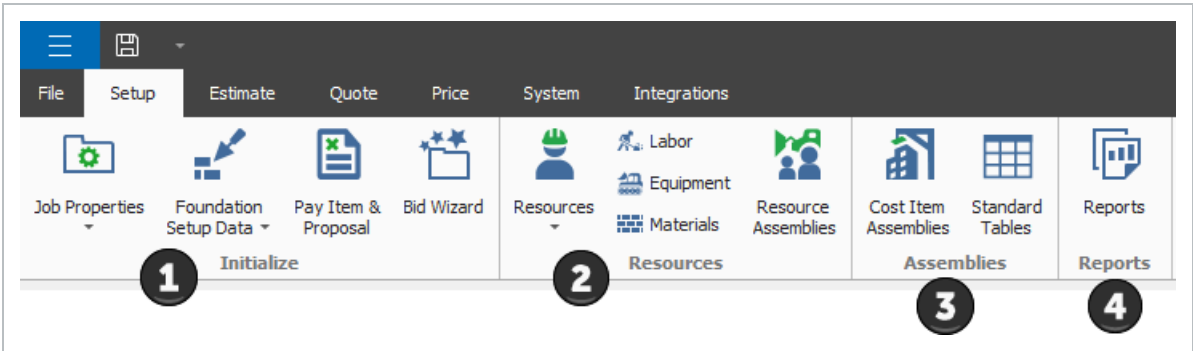 File Setup Estimate Quote Price System Integrations
Job Properties
Foundation
Setup Data
Pay Item &
Proposal
Bid Wizard
Resources
Labor
Equipment
Materials
Resource
Assemblies
Cost Item
Assemblies
Standard
Tables
Reports
Initialize Resources Assemblies Reports
1 2 3 4